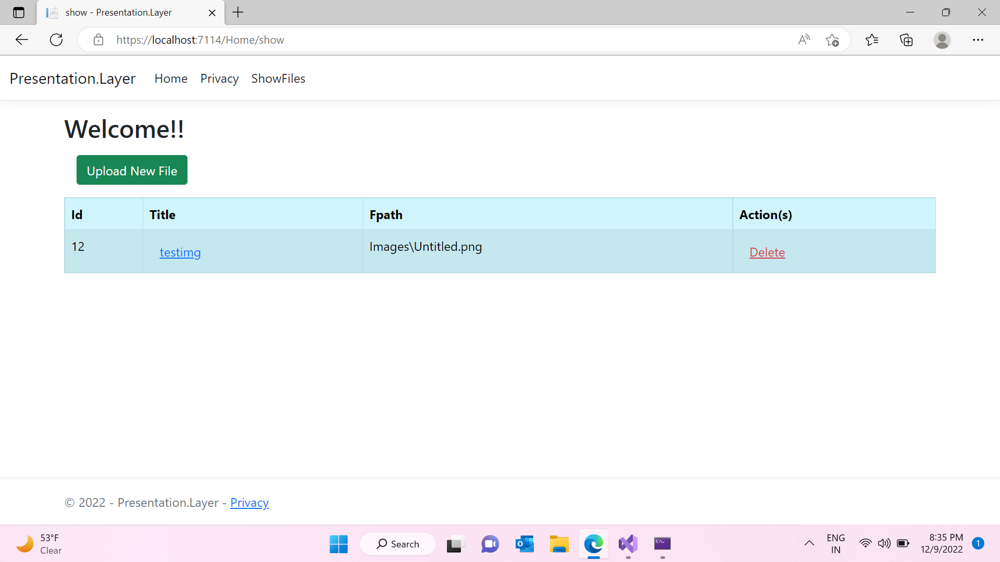 show - Presentation.Layer
https://localhost:7114/Home/show
Presentation.Layer Home Privacy ShowFiles
Welcome!!
Upload New File
Id Title Fpath Action(s)
12 testimg Images\Untitled.png Delete
© 2022 - Presentation.Layer - Privacy
53°F
Clear
Search
ENG
IN
8:35 PM
12/9/2022
1